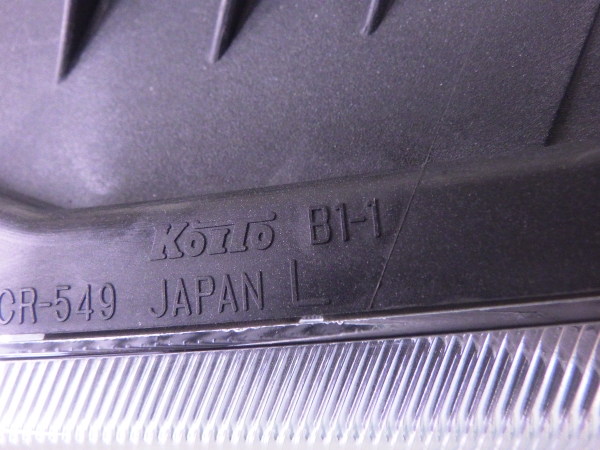 KOITO B1-1
CR-549 JAPAN L